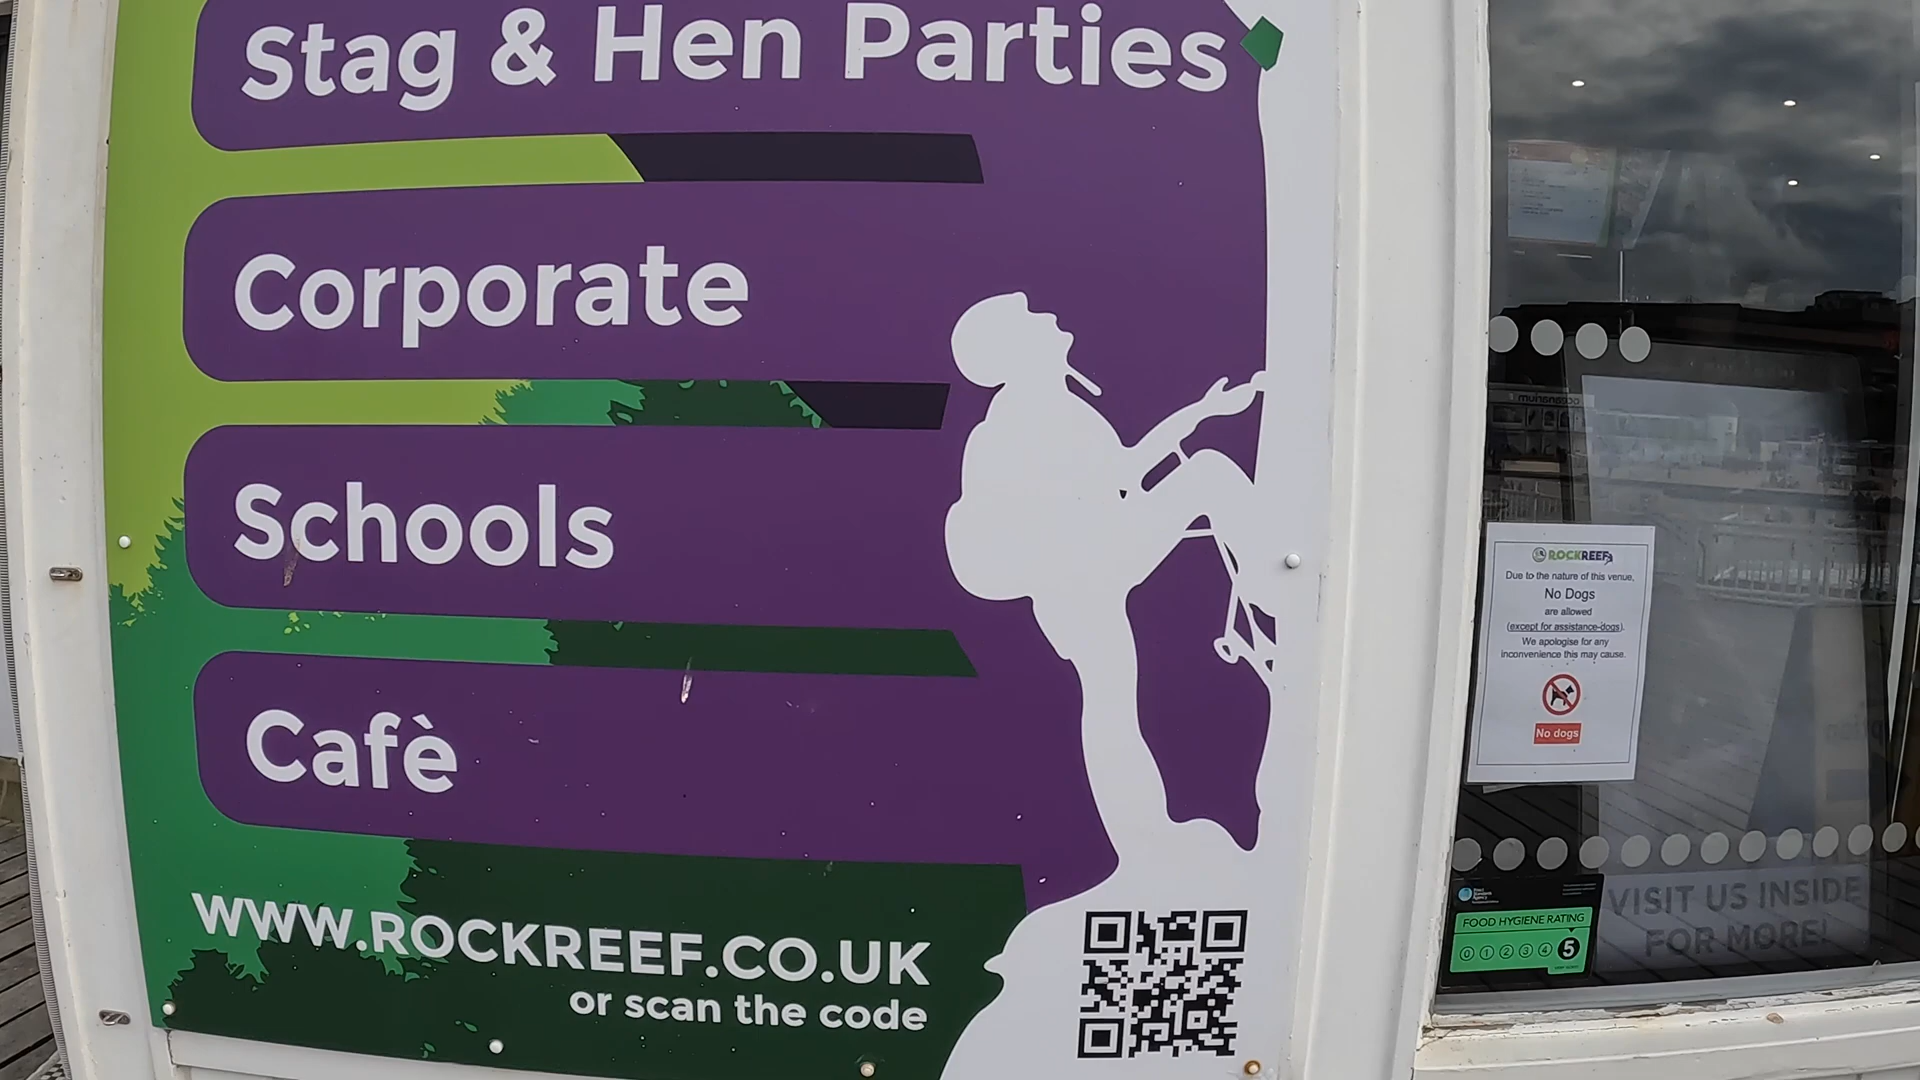 Stag & Hen Parties
Corporate
Schools
Cafè
WWW.ROCKREEF.CO.UK
or scan the code
ROCKREEF
Due to the nature of this venue,
No Dogs
are allowed
(except for assistance-dogs).
We apologise for any
inconvenience this may cause.
No dogs
FOOD HYGIENE RATING
0 1 2 3 4 5
VISIT US INSIDE
FOR MORE!